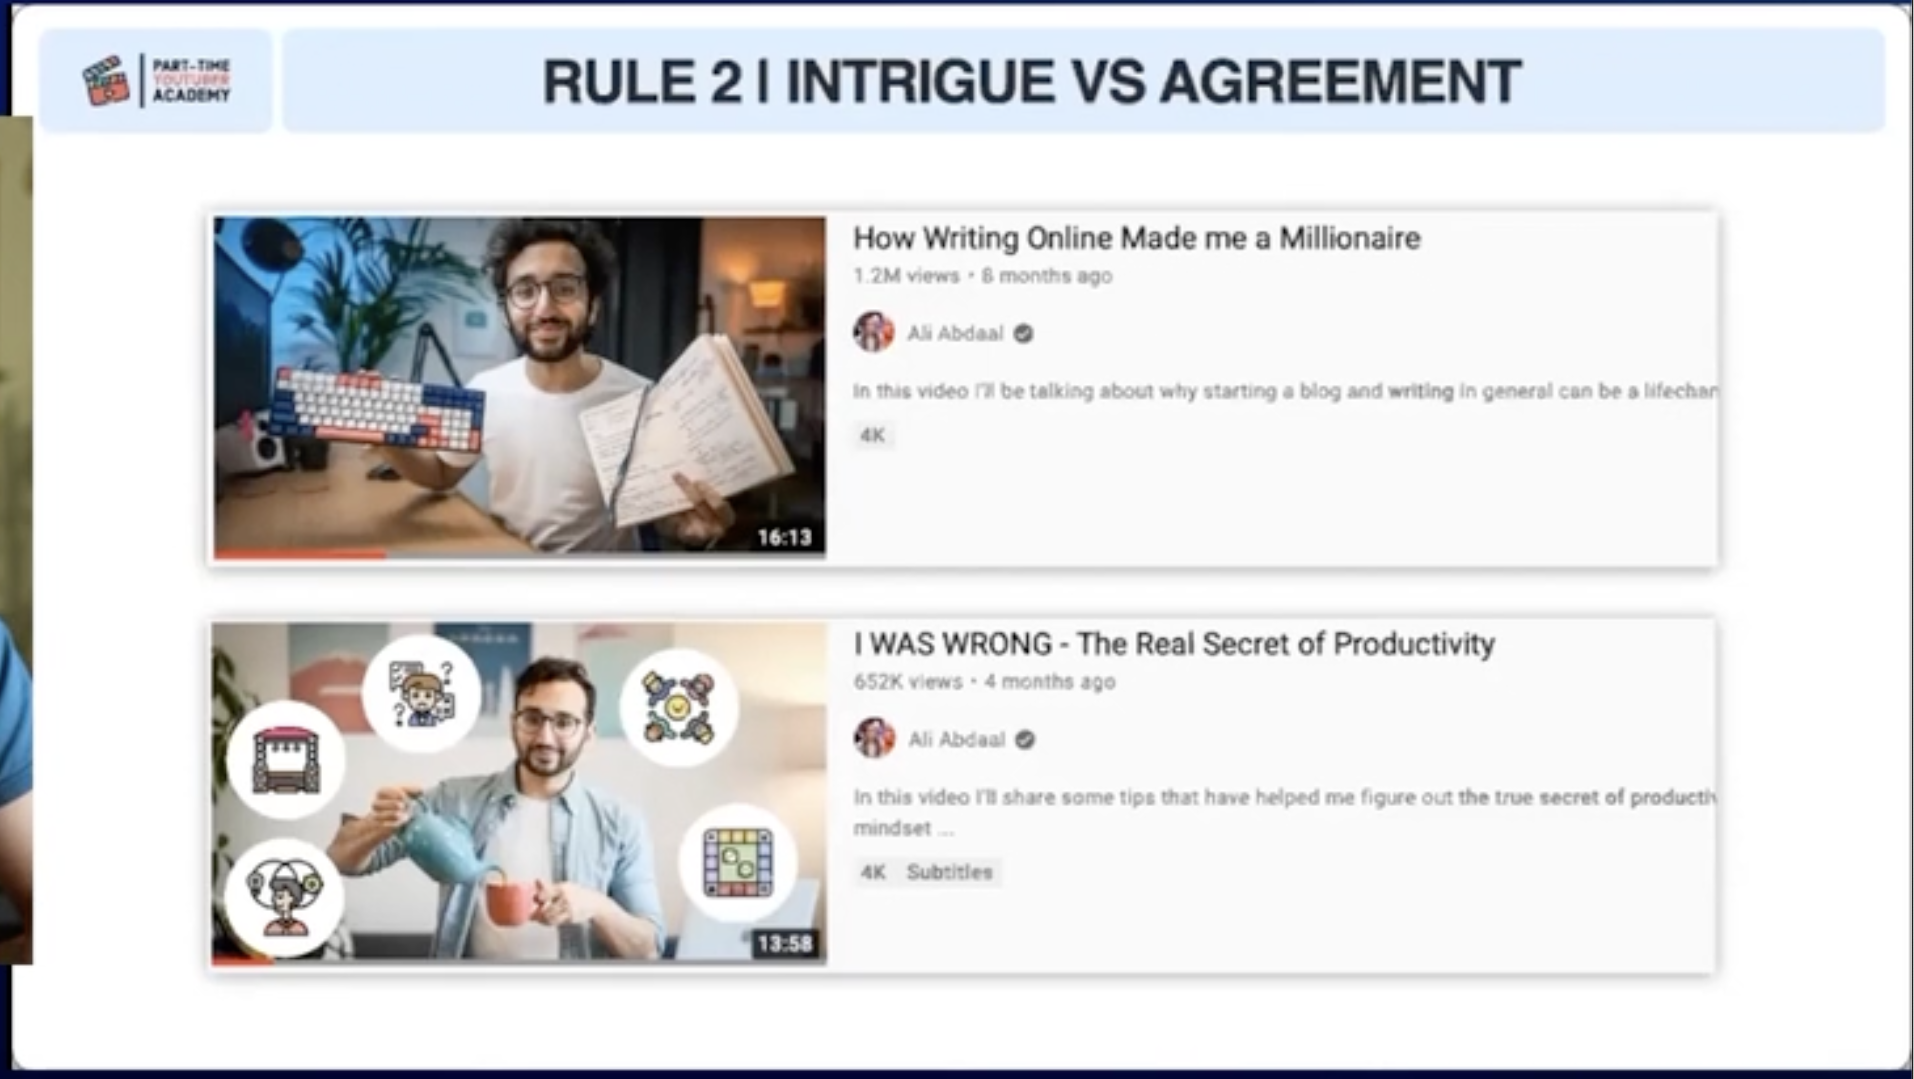 PART-TIME
YOUTUBER
ACADEMY
RULE 2 | INTRIGUE VS AGREEMENT
How Writing Online Made me a Millionaire
1.2M views • 8 months ago
Ali Abdaal
In this video I'll be talking about why starting a blog and writing in general can be a lifechan
4K
16:13
I WAS WRONG - The Real Secret of Productivity
652K views • 4 months ago
Ali Abdaal
In this video I'll share some tips that have helped me figure out the true secret of productiv
mindset ...
4K Subtitles
13:58